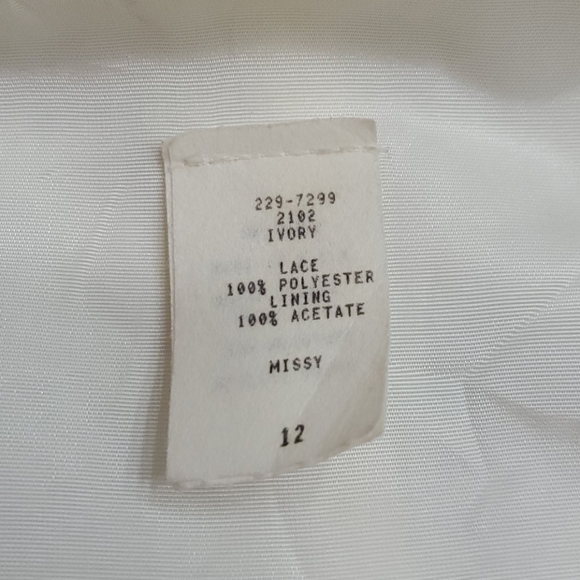 229-7299
2102
IVORY
LACE
100% POLYESTER
LINING
100% ACETATE
MISSY
12